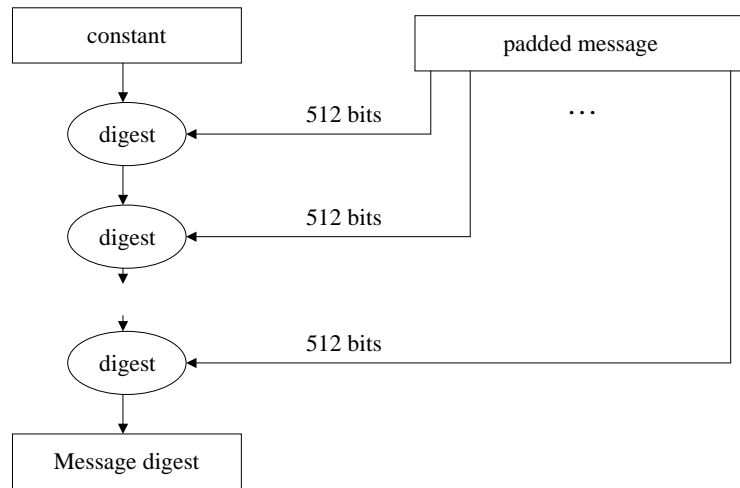 constant
padded message
512 bits
…
digest
512 bits
digest
512 bits
digest
Message digest